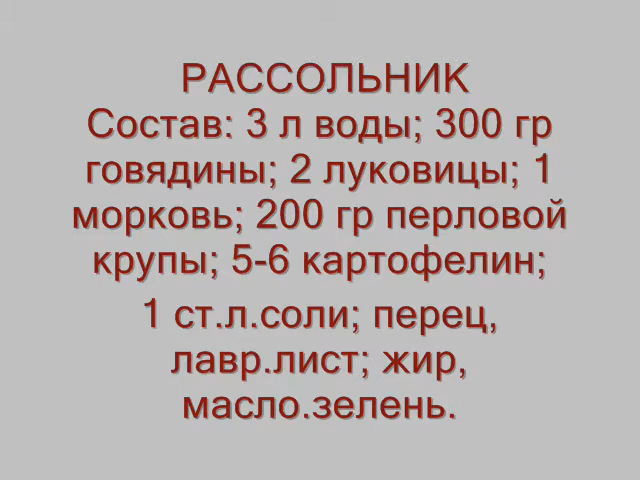 РАССОЛЬНИК
Состав: 3 л воды; 300 гр
говядины; 2 луковицы; 1
морковь; 200 гр перловой
крупы; 5-6 картофелин;
1 ст.л.соли; перец,
лавр.лист; жир,
масло.зелень.